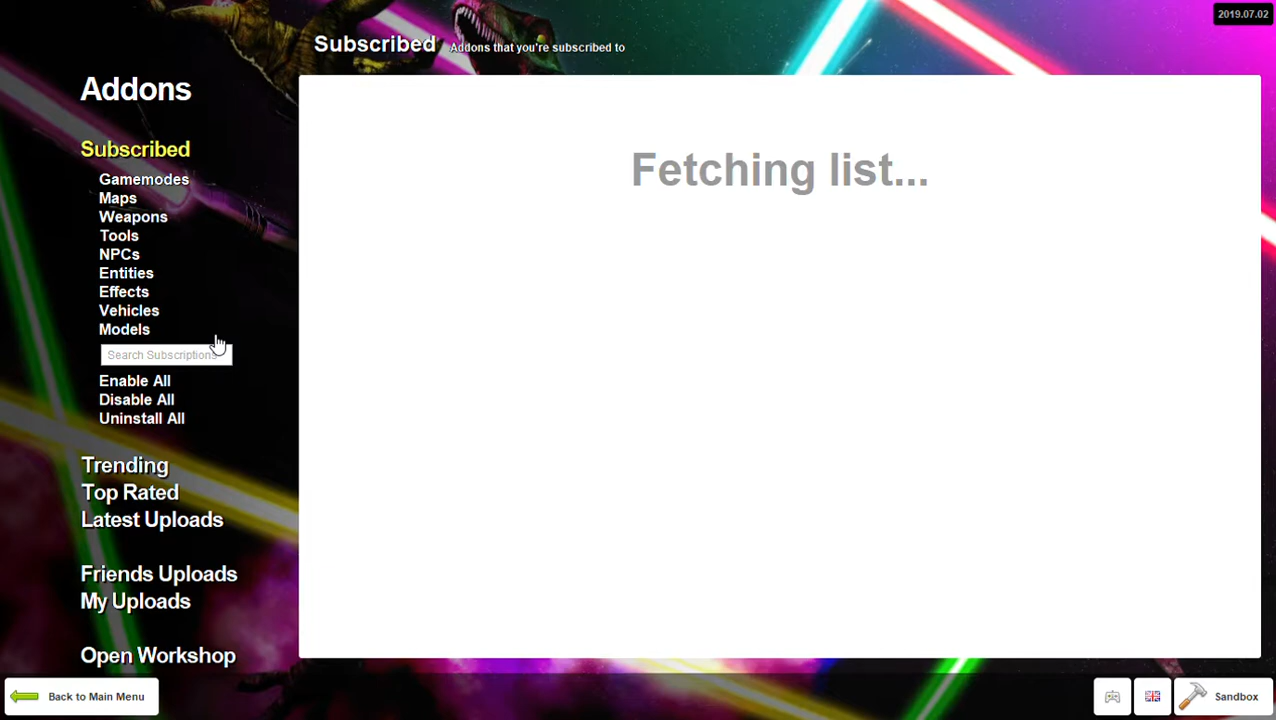 2019.07.02
Subscribed Addons that you're subscribed to
Addons
Subscribed
Gamemodes
Maps
Weapons
Tools
NPCs
Entities
Effects
Vehicles
Models
Search Subscriptions
Enable All
Disable All
Uninstall All
Trending
Top Rated
Latest Uploads
Friends Uploads
My Uploads
Open Workshop
Fetching list...
Back to Main Menu
Sandbox